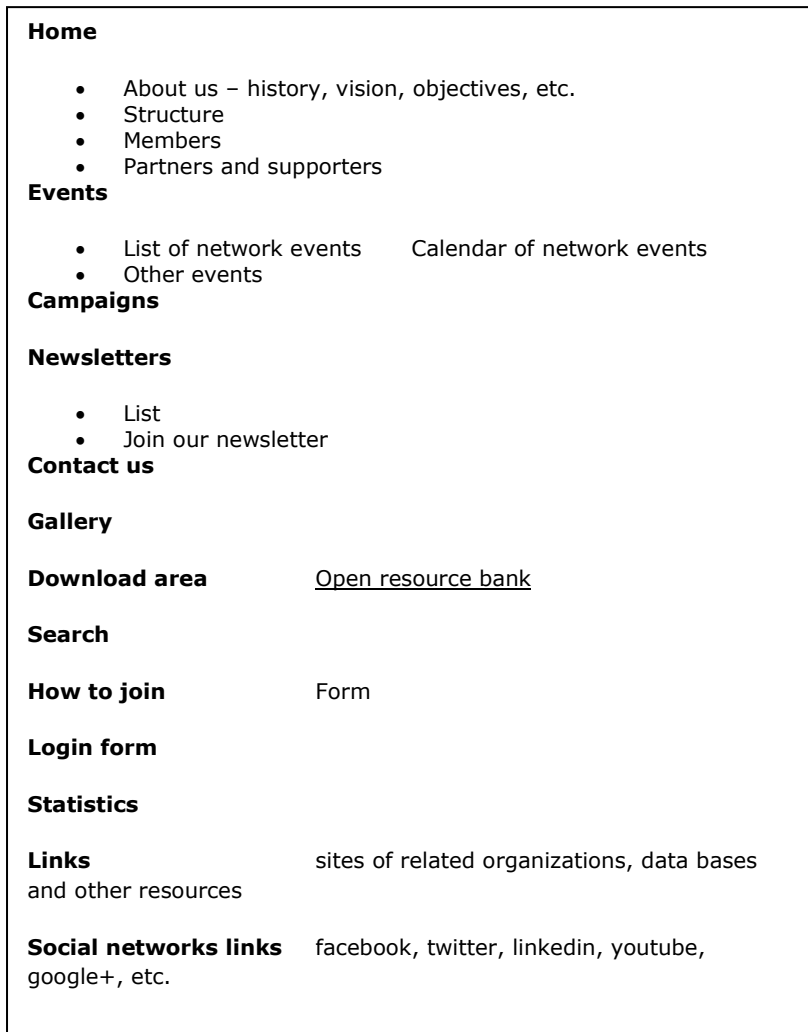 Home
• About us – history, vision, objectives, etc.
• Structure
• Members
• Partners and supporters
Events
• List of network events Calendar of network events
• Other events
Campaigns
Newsletters
• List
• Join our newsletter
Contact us
Gallery
Download area Open resource bank
Search
How to join Form
Login form
Statistics
Links sites of related organizations, data bases
and other resources
Social networks links facebook, twitter, linkedin, youtube,
google+, etc.